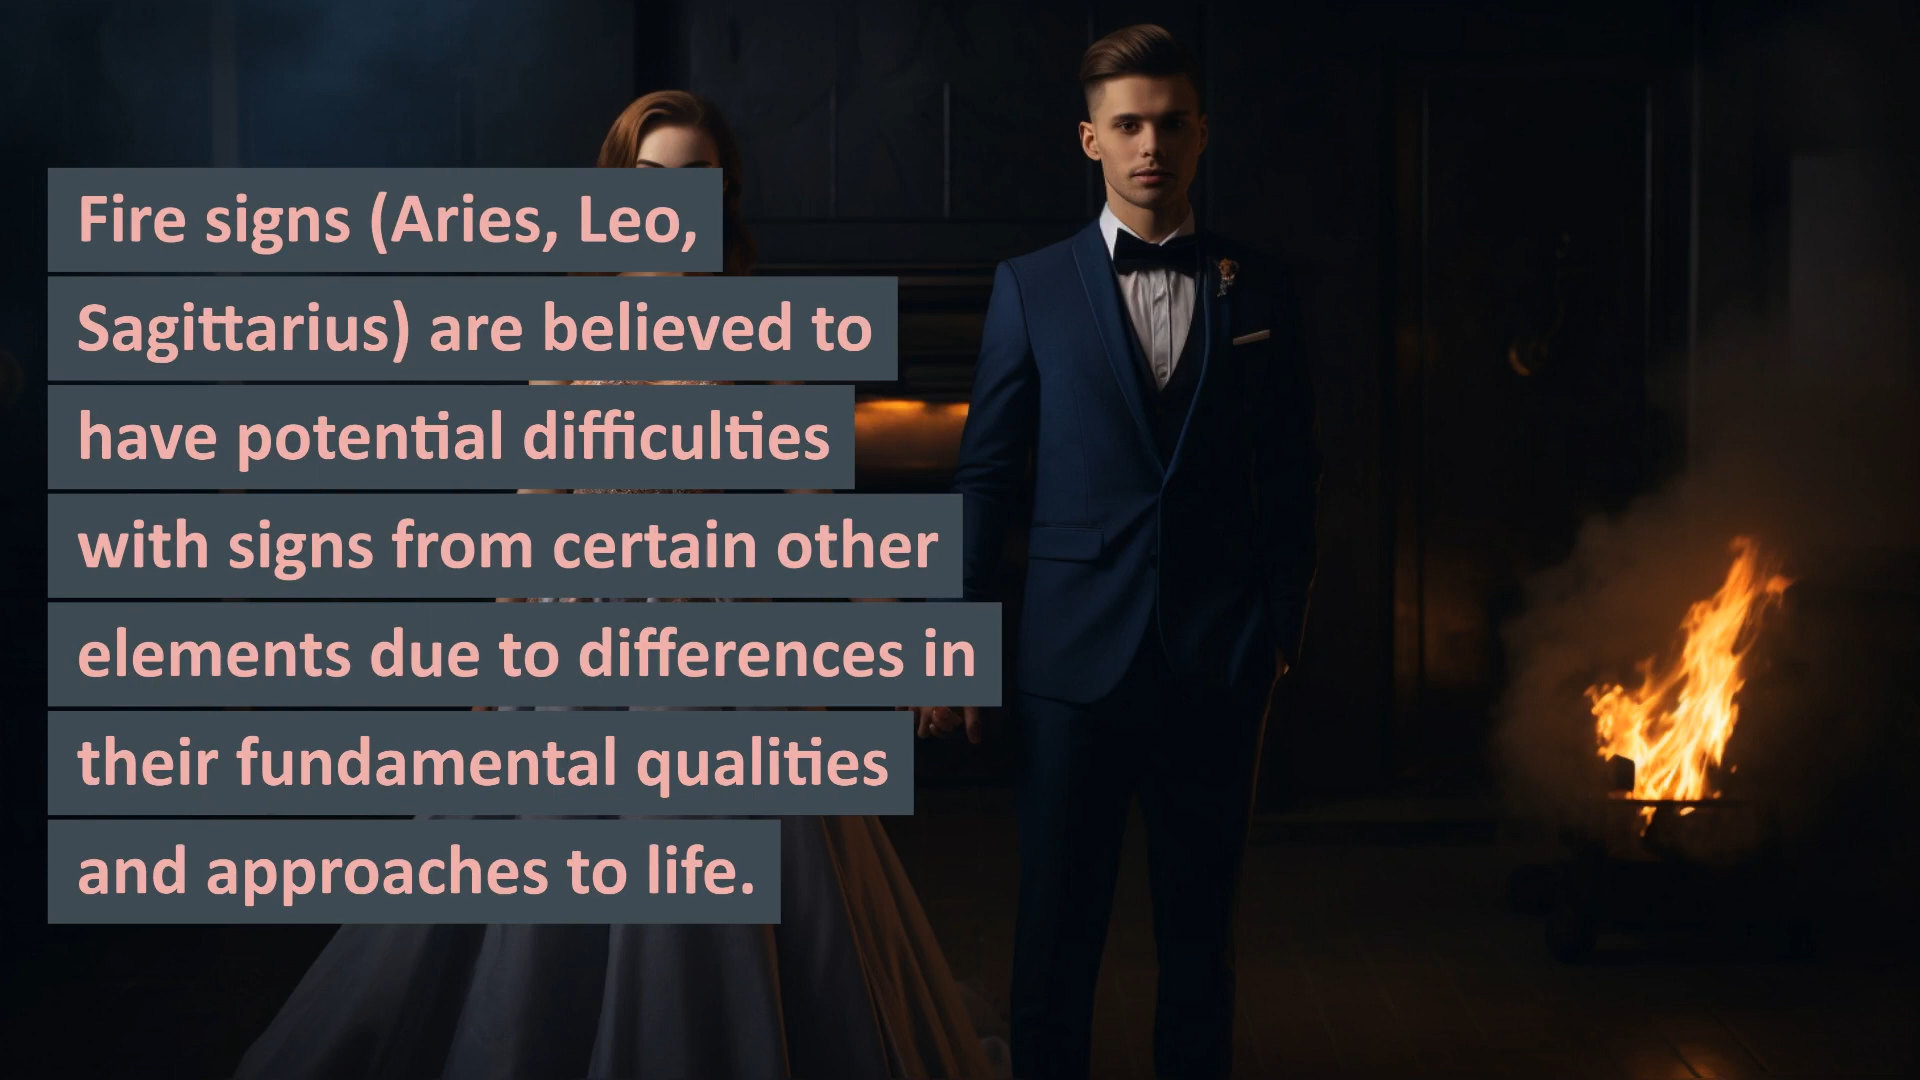 Fire signs (Aries, Leo,
Sagittarius) are believed to
have potential difficulties
with signs from certain other
elements due to differences in
their fundamental qualities
and approaches to life.